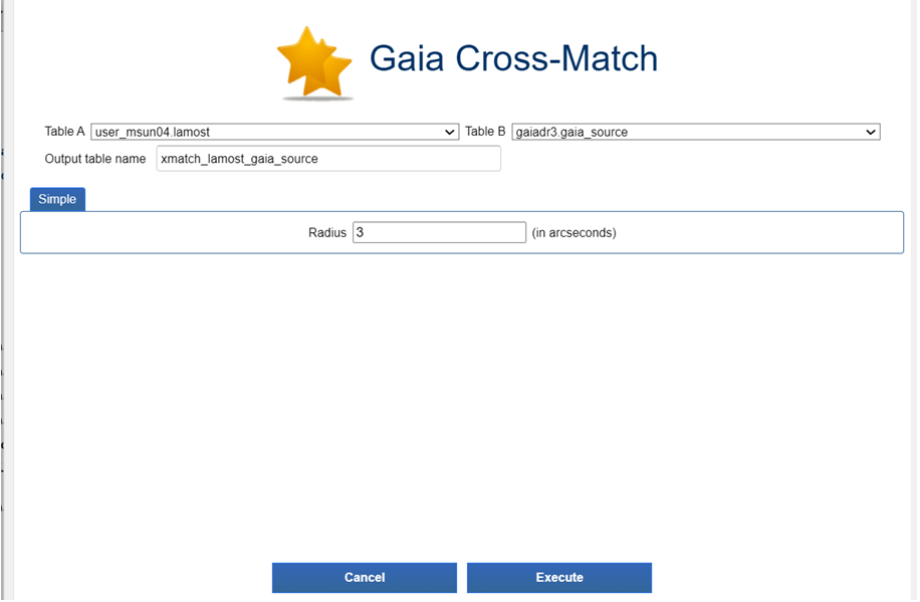 Gaia Cross-Match
Table A user_msun04.lamost Table B gaiadr3.gaia_source
Output table name xmatch_lamost_gaia_source
Simple
Radius 3 (in arcseconds)
Cancel Execute